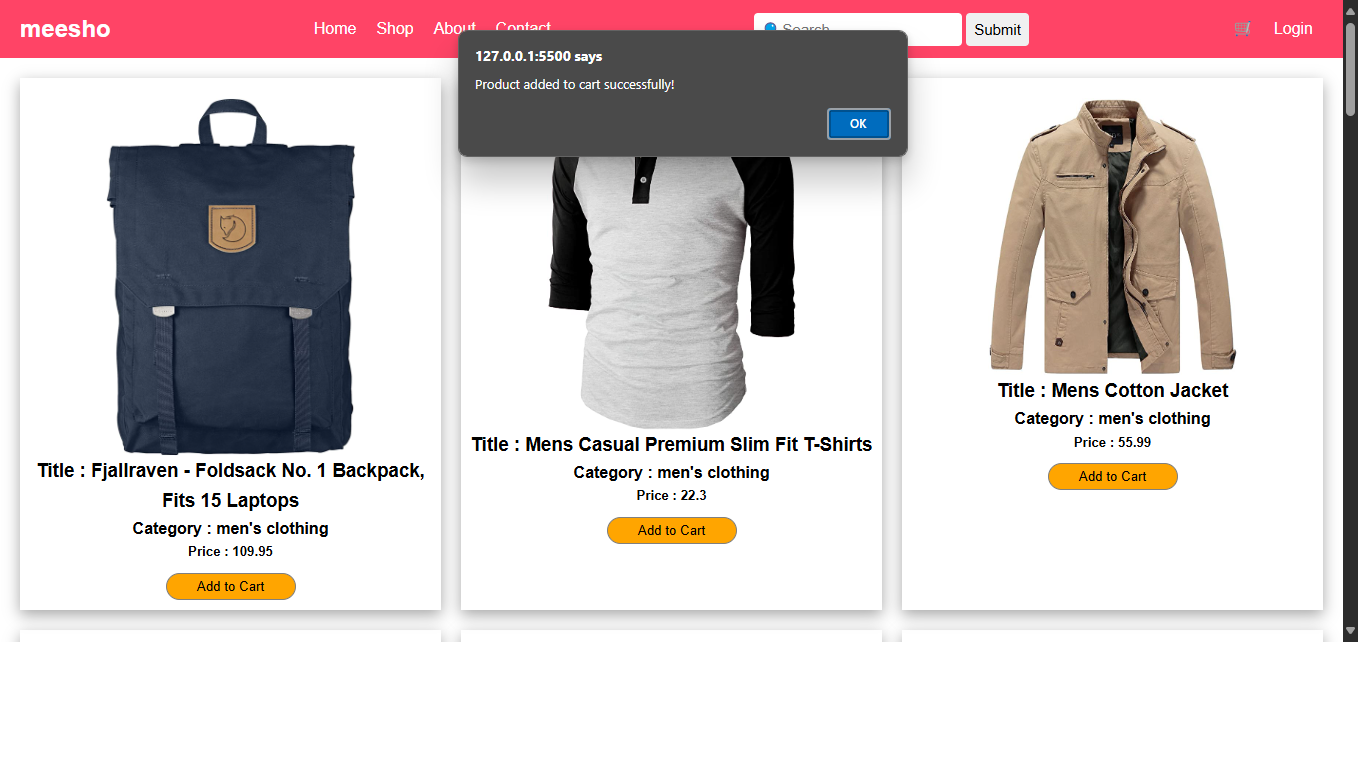 meesho
Home Shop About Contact
Search
Submit
Login
127.0.0.1:5500 says
Product added to cart successfully!
OK
Title : Fjallraven - Foldsack No. 1 Backpack,
Fits 15 Laptops
Category : men's clothing
Price : 109.95
Add to Cart
Title : Mens Casual Premium Slim Fit T-Shirts
Category : men's clothing
Price : 22.3
Add to Cart
Title : Mens Cotton Jacket
Category : men's clothing
Price : 55.99
Add to Cart